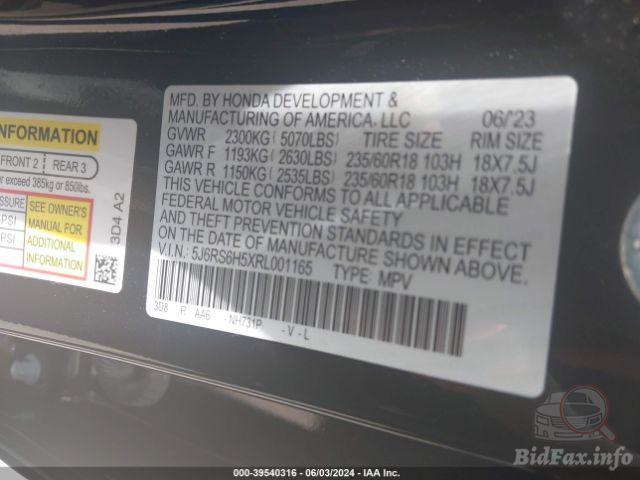 MFD. BY HONDA DEVELOPMENT &
MANUFACTURING OF AMERICA, LLC 06/'23
GVWR 2300KG( 5070LBS) TIRE SIZE RIM SIZE
GAWR F 1193KG( 2630LBS) 235/60R18 103H 18X7.5J
GAWR R 1150KG( 2535LBS) 235/60R18 103H 18X7.5J
THIS VEHICLE CONFORMS TO ALL APPLICABLE
FEDERAL MOTOR VEHICLE SAFETY
AND THEFT PREVENTION STANDARDS IN EFFECT
ON THE DATE OF MANUFACTURE SHOWN ABOVE.
V.I.N.: 5J6RS6H5XRL001165 TYPE: MPV
3D8 P. AA6 NH731P -V-L
INFORMATION
FRONT 2 REAR 3
exceed 385kg or 850lbs.
SSURE
PSI
PSI
SEE OWNER'S
MANUAL FOR
ADDITIONAL
INFORMATION
3D4 A2
000-39540316 - 06/03/2024 - IAA Inc.
BidFax.info